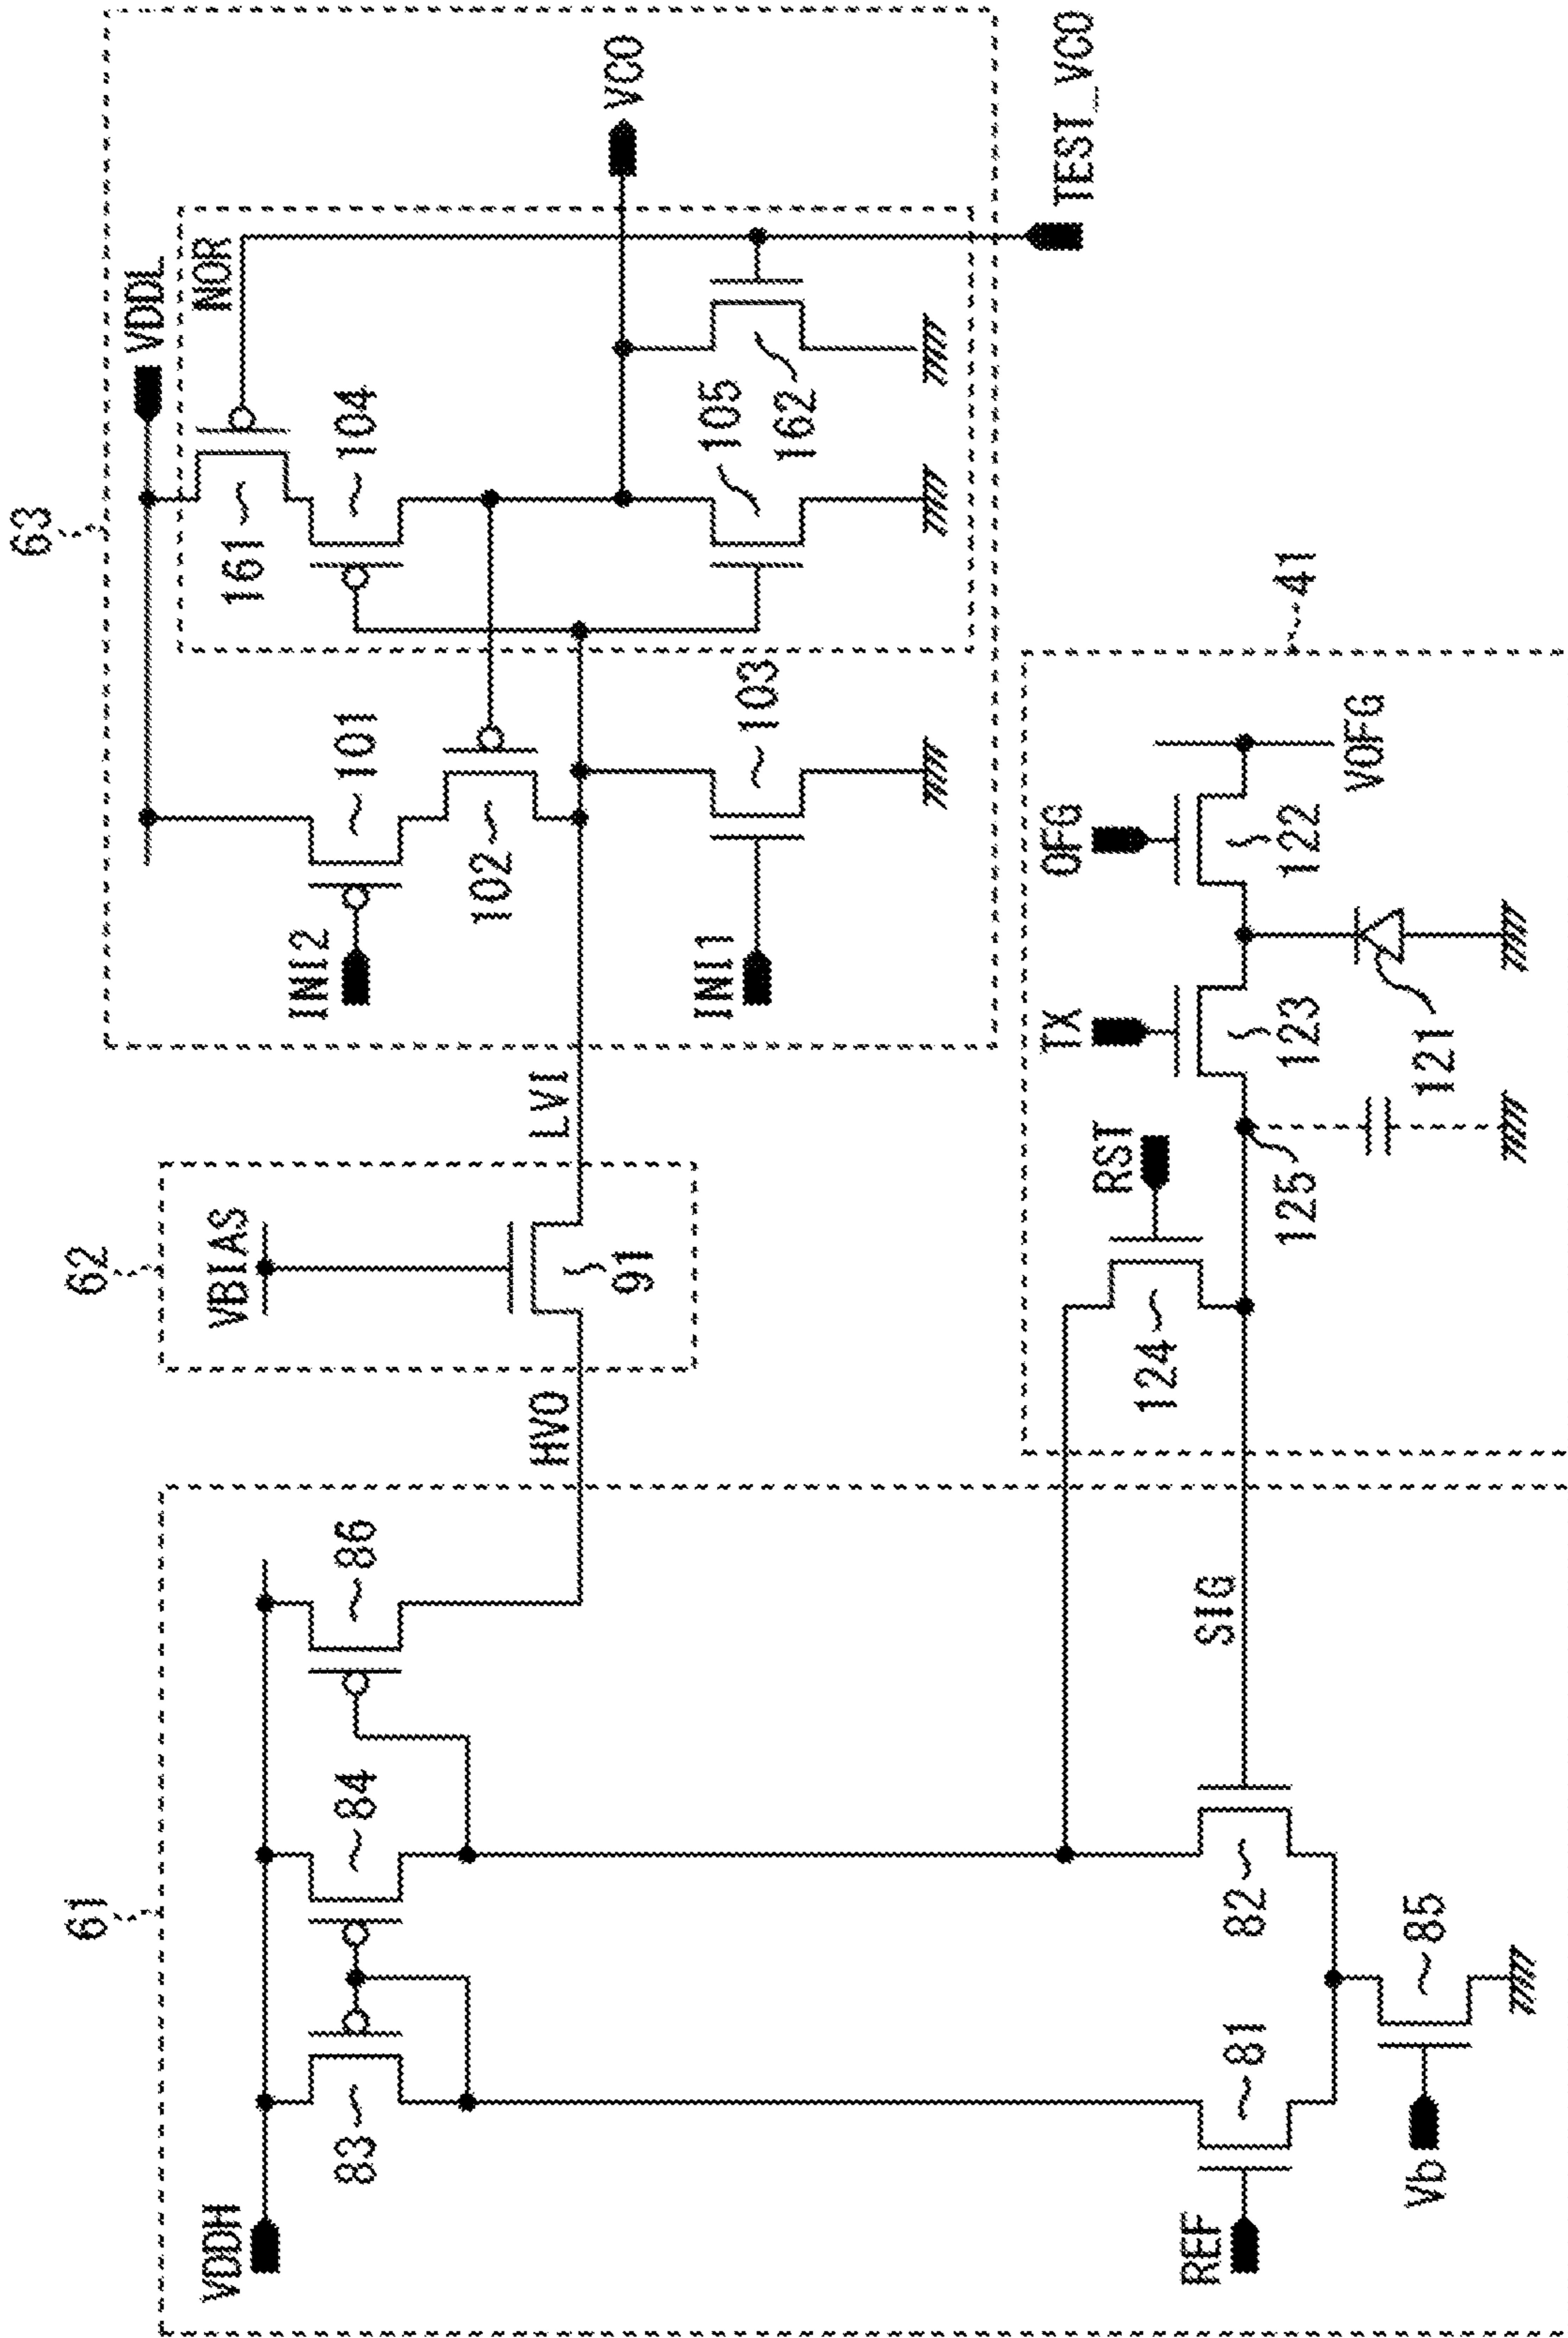 63
61
62
VDDL
VDDH
VBIAS
NOR
161
83
84
86
INI2
101
104
102
HVO
LVI
VCO
91
INI1
103
105
162
TEST_VCO
OFG
TX
RST
124
41
REF
81
82
SIG
125
123
122
VOFG
121
Vb
85